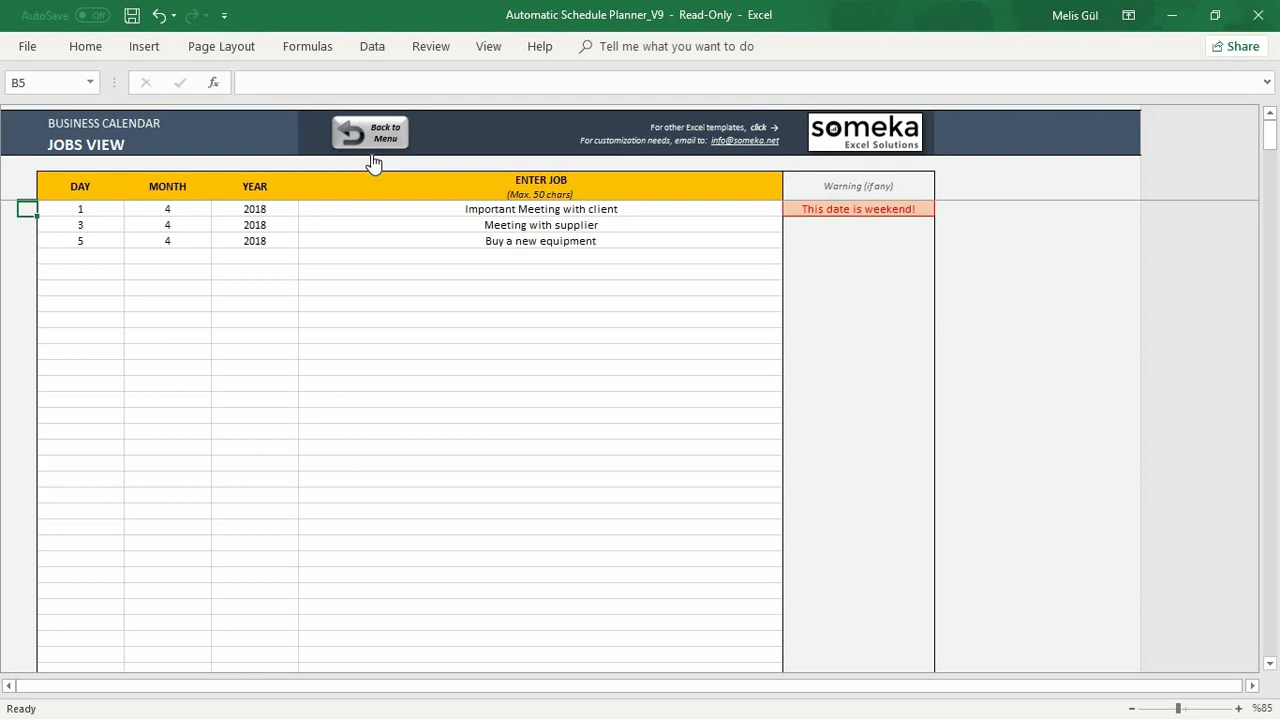 AutoSave Off
Automatic Schedule Planner_V9 - Read-Only - Excel
Melis Gül
File Home Insert Page Layout Formulas Data Review View Help Tell me what you want to do Share
B5 fx
BUSINESS CALENDAR
JOBS VIEW
Back to
Menu
For other Excel templates, click →
For customization needs, email to: info@someka.net
someka
Excel Solutions
DAY MONTH YEAR ENTER JOB Warning (if any)
(Max. 50 chars)
1 4 2018 Important Meeting with client This date is weekend!
3 4 2018 Meeting with supplier
5 4 2018 Buy a new equipment
Ready %85